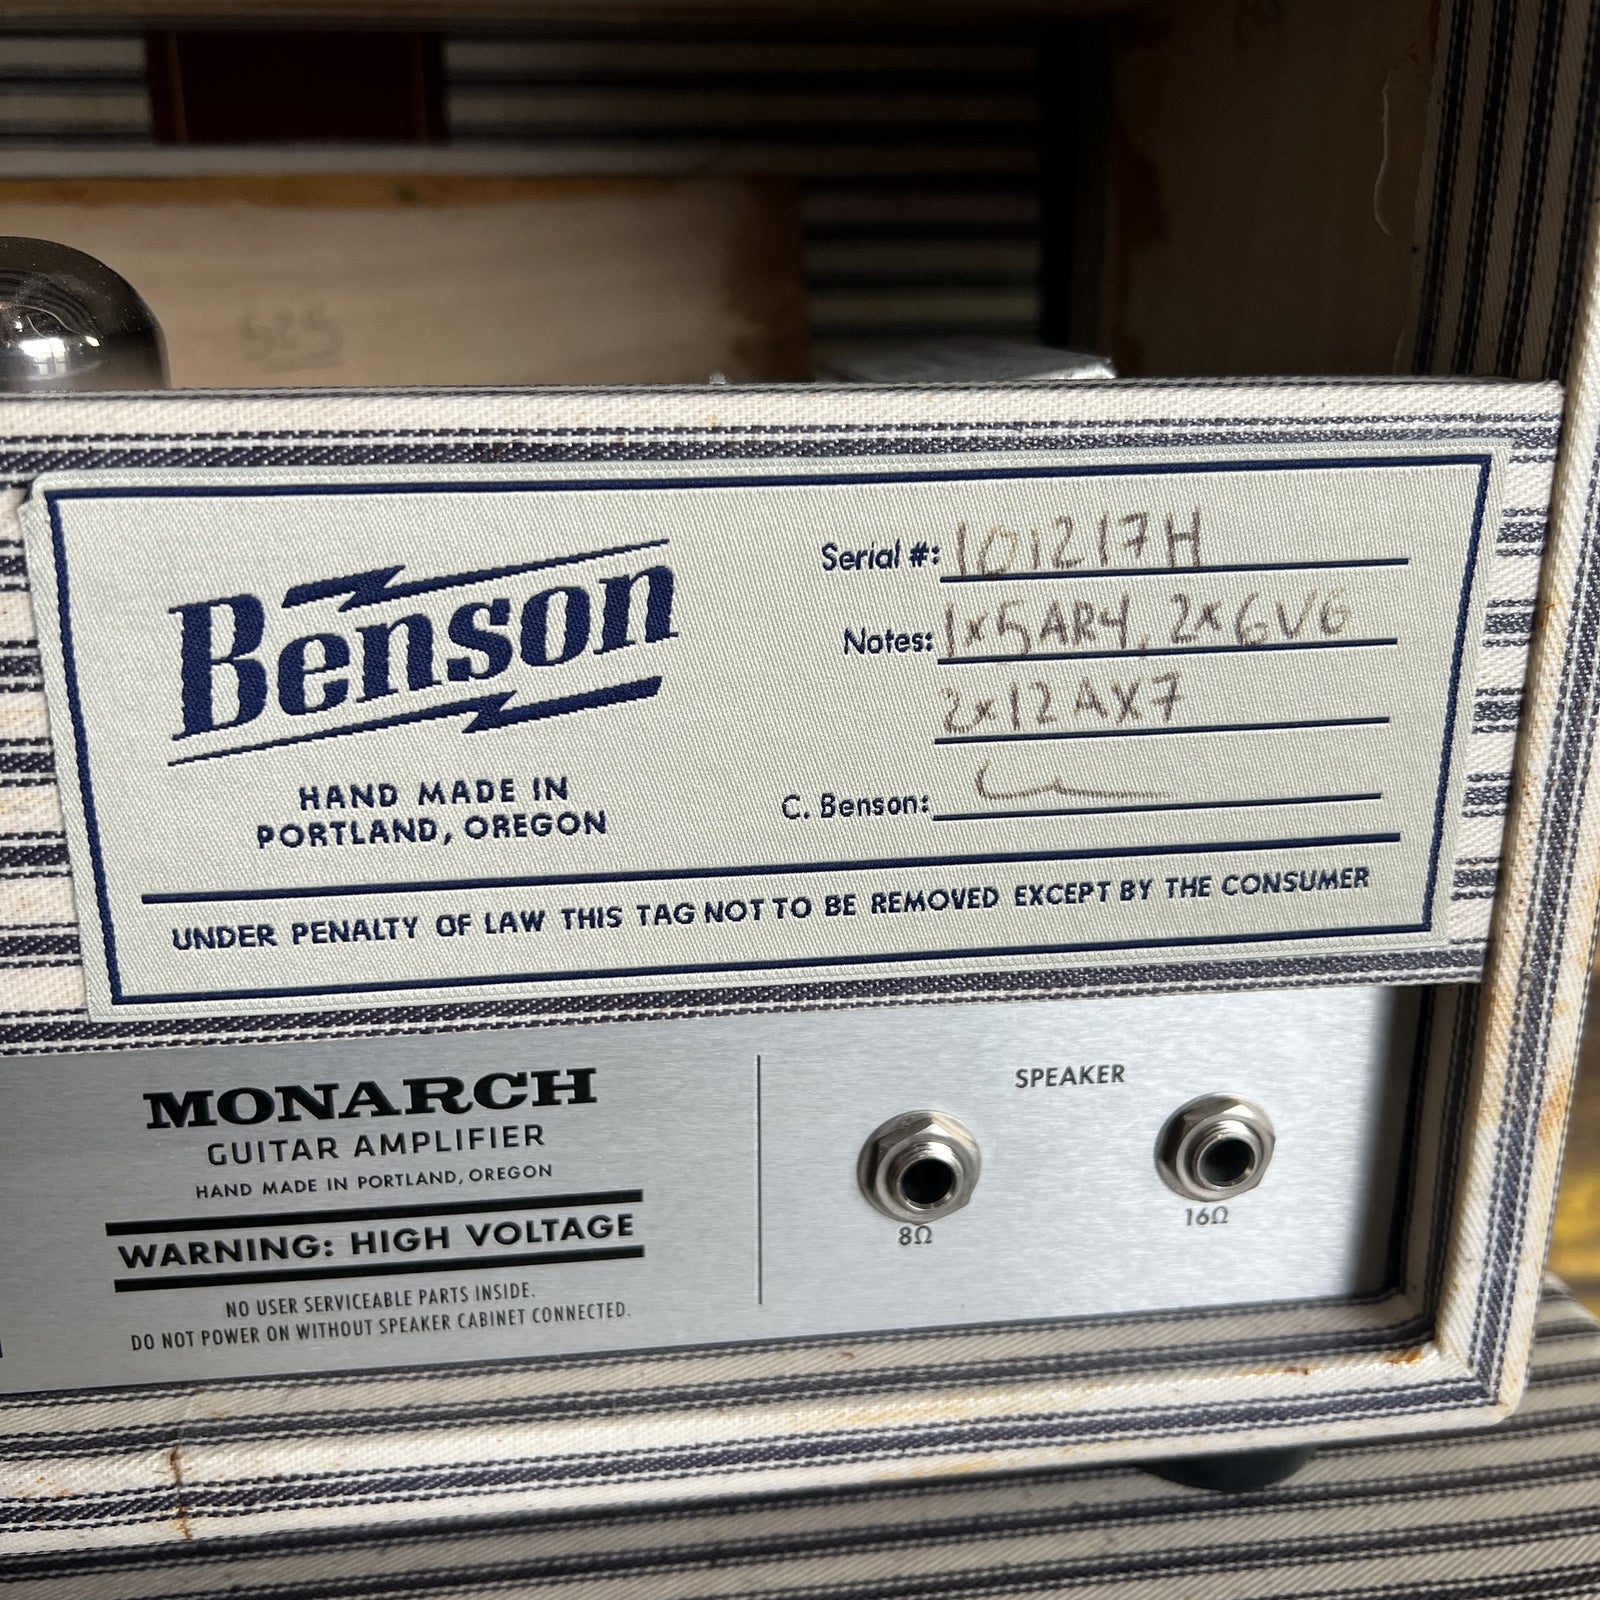 525
Benson
HAND MADE IN
PORTLAND, OREGON
Serial #: 101217H
Notes: 1x5AR4, 2x6V6
2x12AX7
C. Benson:
UNDER PENALTY OF LAW THIS TAG NOT TO BE REMOVED EXCEPT BY THE CONSUMER
MONARCH
GUITAR AMPLIFIER
HAND MADE IN PORTLAND, OREGON
WARNING: HIGH VOLTAGE
NO USER SERVICEABLE PARTS INSIDE.
DO NOT POWER ON WITHOUT SPEAKER CABINET CONNECTED.
SPEAKER
8Ω
16Ω